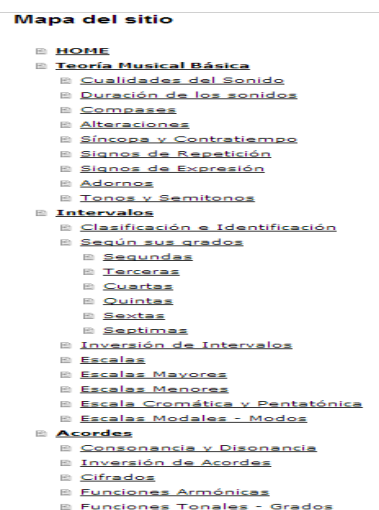 Mapa del sitio
HOME
Teoría Musical Básica
Cualidades del Sonido
Duración de los sonidos
Compases
Alteraciones
Síncopa y Contratiempo
Signos de Repetición
Signos de Expresión
Adornos
Tonos y Semitonos
Intervalos
Clasificación e Identificación
Según sus grados
Segundas
Terceras
Cuartas
Quintas
Sextas
Septimas
Inversión de Intervalos
Escalas
Escalas Mayores
Escalas Menores
Escala Cromática y Pentatónica
Escalas Modales - Modos
Acordes
Consonancia y Disonancia
Inversión de Acordes
Cifrados
Funciones Armónicas
Funciones Tonales - Grados